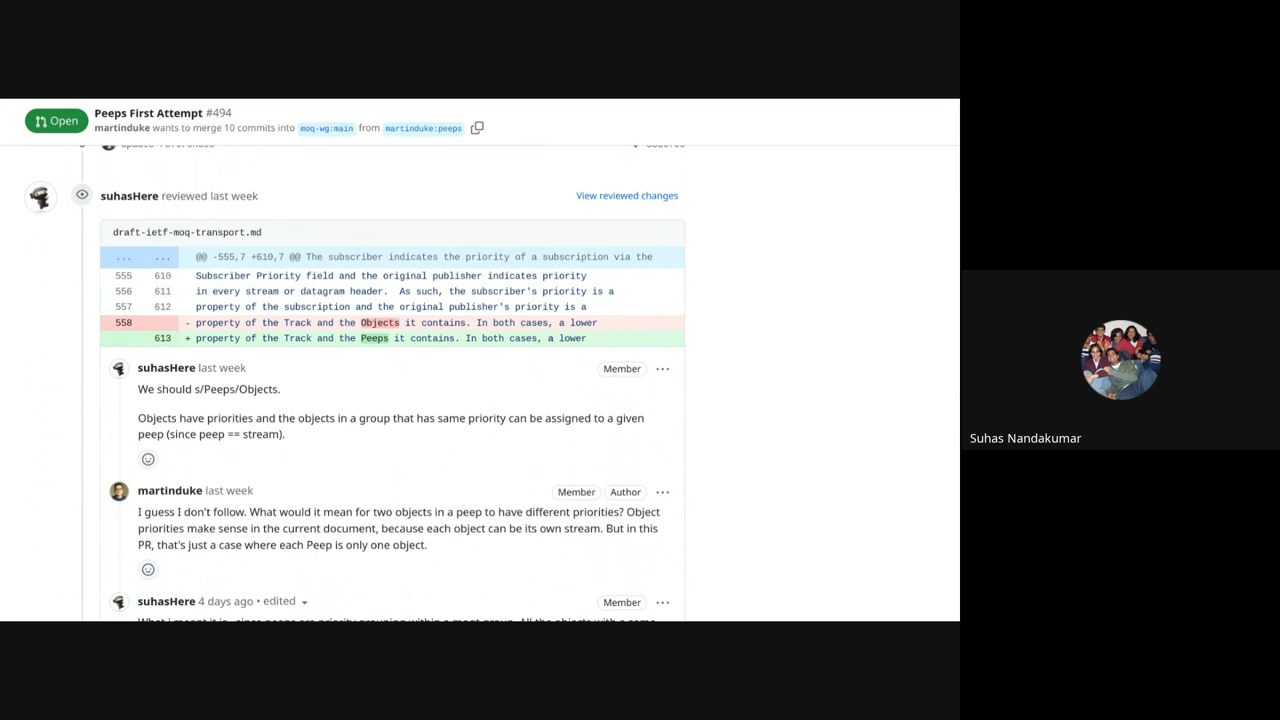 Open
Peeps First Attempt #494
martinduke wants to merge 10 commits into moq-wg:main from martinduke:peeps
suhasHere reviewed last week
View reviewed changes
draft-ietf-moq-transport.md
... ... @@ -555,7 +610,7 @@ The subscriber indicates the priority of a subscription via the
555 610 Subscriber Priority field and the original publisher indicates priority
556 611 in every stream or datagram header. As such, the subscriber's priority is a
557 612 property of the subscription and the original publisher's priority is a
558 - property of the Track and the Objects it contains. In both cases, a lower
613 + property of the Track and the Peeps it contains. In both cases, a lower
suhasHere last week
Member
We should s/Peeps/Objects.
Objects have priorities and the objects in a group that has same priority can be assigned to a given
peep (since peep == stream).
martinduke last week
Member Author
I guess I don't follow. What would it mean for two objects in a peep to have different priorities? Object
priorities make sense in the current document, because each object can be its own stream. But in this
PR, that's just a case where each Peep is only one object.
suhasHere 4 days ago • edited
Member
Suhas Nandakumar